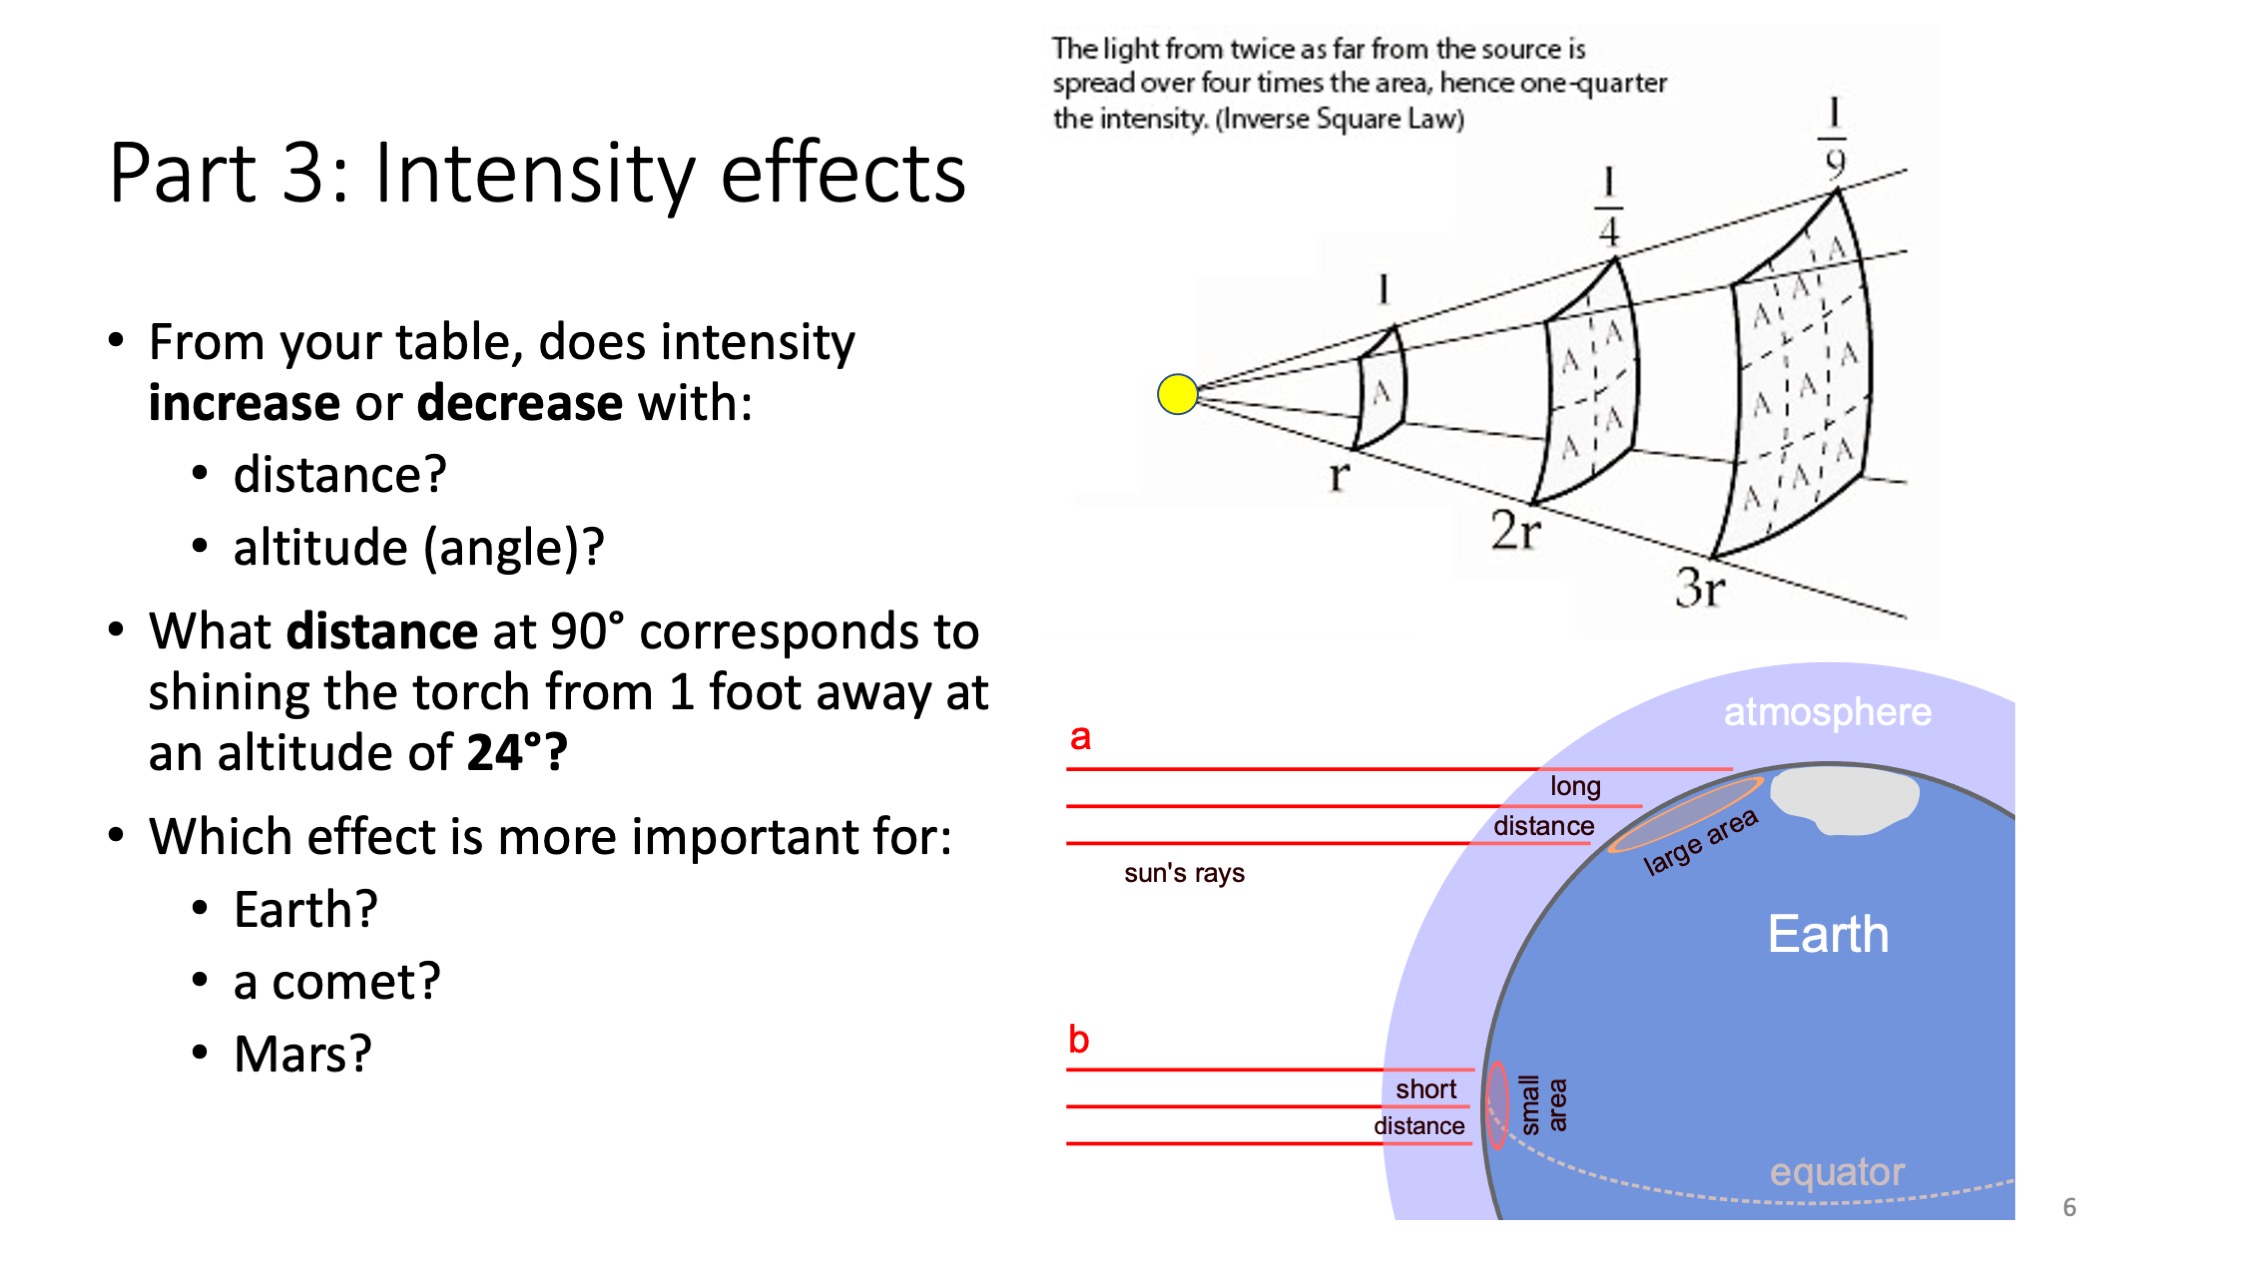 Part 3: Intensity effects
• From your table, does intensity
increase or decrease with:
• distance?
• altitude (angle)?
• What distance at 90° corresponds to
shining the torch from 1 foot away at
an altitude of 24°?
• Which effect is more important for:
• Earth?
• a comet?
• Mars?
The light from twice as far from the source is
spread over four times the area, hence one-quarter
the intensity. (Inverse Square Law)
1
1
4
1
9
A
A
A
A
A
A
A
A
A
A
A
A
A
A
r
2r
3r
atmosphere
a
long
distance
large area
sun's rays
Earth
b
short
distance
small
area
equator
6